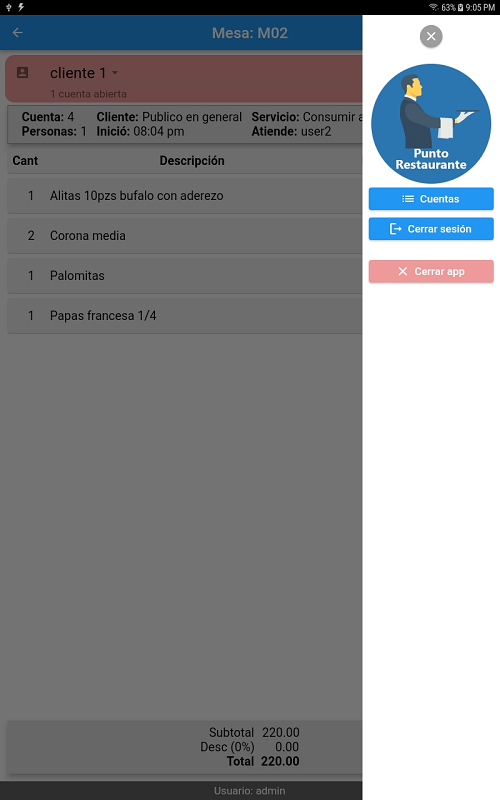 63% 9:05 PM
Mesa: M02
cliente 1
1 cuenta abierta
Cuenta: 4 Cliente: Publico en general Servicio: Consumir a
Personas: 1 Inició: 08:04 pm Atiende: user2
Cant Descripción
1 Alitas 10pzs bufalo con aderezo
2 Corona media
1 Palomitas
1 Papas francesa 1/4
Subtotal 220.00
Desc (0%) 0.00
Total 220.00
Usuario: admin
Punto
Restaurante
Cuentas
Cerrar sesión
Cerrar app